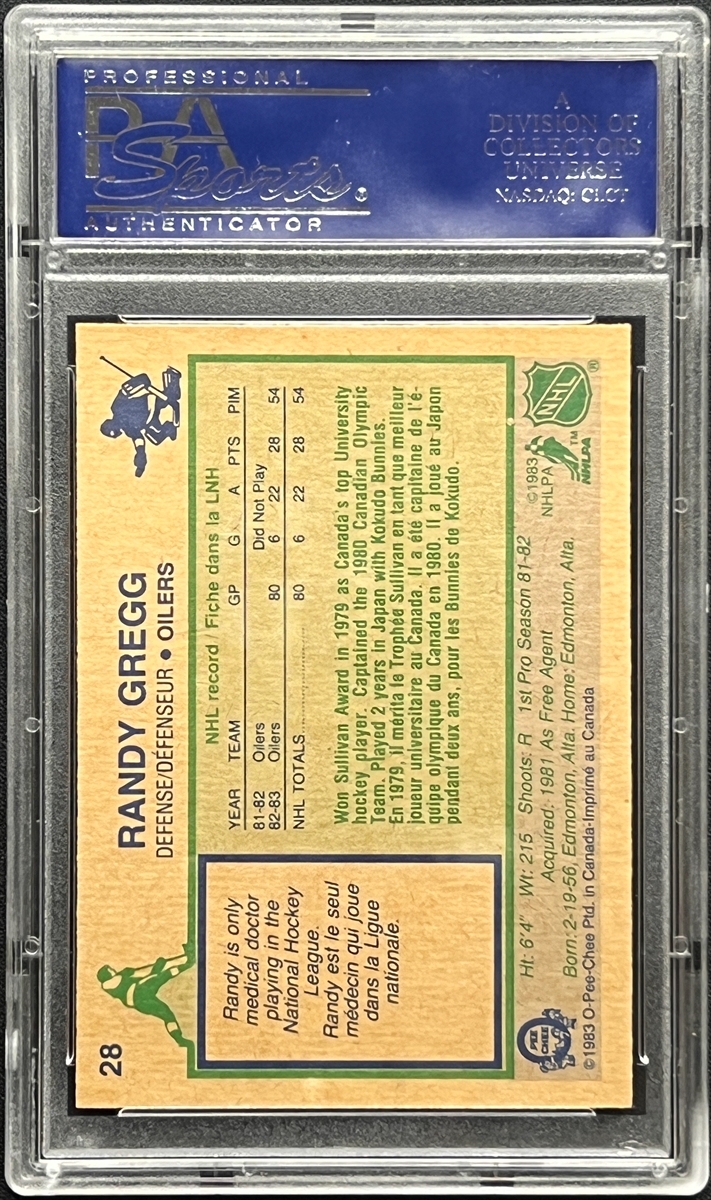 PROFESSIONAL
PSA
Sports®
AUTHENTICATOR
A
DIVISION OF
COLLECTORS
UNIVERSE
NASDAQ: CLCT
28
RANDY GREGG
DEFENSE/DÉFENSEUR • OILERS
Randy is only
medical doctor
playing in the
National Hockey
League.
Randy est le seul
médecin qui joue
dans la Ligue
nationale.
NHL record / Fiche dans la LNH
YEAR TEAM GP G A PTS PIM
81-82 Oilers Did Not Play
82-83 Oilers 80 6 22 28 54
NHL TOTALS 80 6 22 28 54
Won Sullivan Award in 1979 as Canada's top University
hockey player. Captained the 1980 Canadian Olympic
Team. Played 2 years in Japan with Kokudo Bunnies.
En 1979, il mérita le Trophée Sullivan en tant que meilleur
joueur universitaire au Canada. Il a été capitaine de l'é-
quipe olympique du Canada en 1980. Il a joué au Japon
pendant deux ans, pour les Bunnies de Kokudo.
Ht: 6'4" Wt: 215 Shoots: R 1st Pro Season 81-82
Acquired: 1981 As Free Agent
Born: 2-19-56, Edmonton, Alta. Home: Edmonton, Alta.
©1983 O-Pee-Chee Ptd. in Canada-Imprimé au Canada
O
PEE
CHEE
NHL®
©1983
NHLPA
NHLPA™